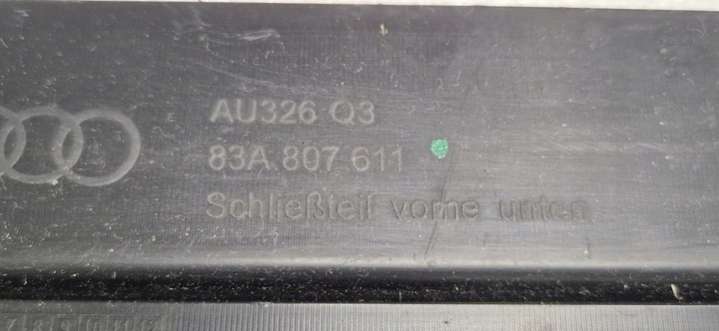 AU326 Q3
83A 807 611
Schließteil vorne unten